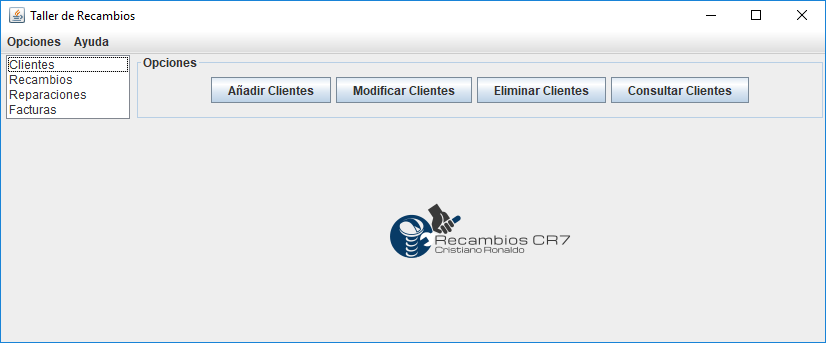 Taller de Recambios
Opciones Ayuda
Clientes
Recambios
Reparaciones
Facturas
Opciones
Añadir Clientes Modificar Clientes Eliminar Clientes Consultar Clientes
Recambios CR7
Cristiano Ronaldo